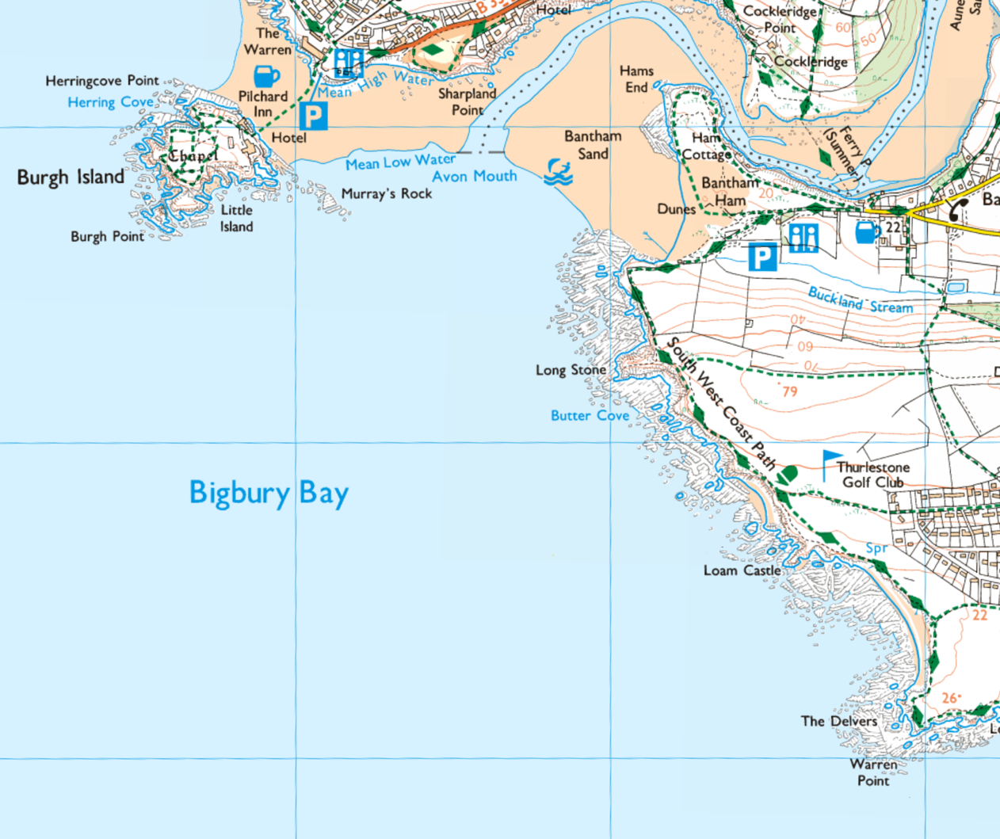 Hotel
B 33
Cockleridge
Point
60
50
Aune
The
Warren
Cockleridge
Herringcove Point
Herring Cove
Pilchard
Inn
Mean High Water
Hams
End
Sharpland
Point
P
Hotel
Bantham
Sand
Ham
Cottage
Ferry P
(Summer)
Chapel
Mean Low Water
Avon Mouth
Burgh Island
Murray's Rock
Bantham
Ham
20
Dunes
Ba
Little
Island
22
Burgh Point
P
Buckland Stream
40
60
70
79
Long Stone
South West Coast Path
Butter Cove
Thurlestone
Golf Club
Bigbury Bay
Spr
Loam Castle
22
26
The Delvers
Warren
Point